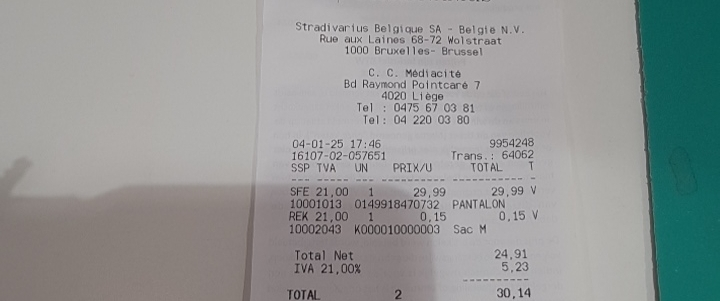 Stradivarius Belgique SA - Belgie N.V.
Rue aux Laines 68-72 Wolstraat
1000 Bruxelles- Brussel
C. C. Médiacité
Bd Raymond Pointcaré 7
4020 Liège
Tel : 0475 67 03 81
Tel: 04 220 03 80
04-01-25 17:46 9954248
16107-02-057651 Trans.: 64062
SSP TVA UN PRIX/U TOTAL T
SFE 21,00 1 29,99 29,99 V
10001013 0149918470732 PANTALON
REK 21,00 1 0,15 0,15 V
10002043 K000010000003 Sac M
Total Net 24,91
IVA 21,00% 5,23
TOTAL 2 30,14